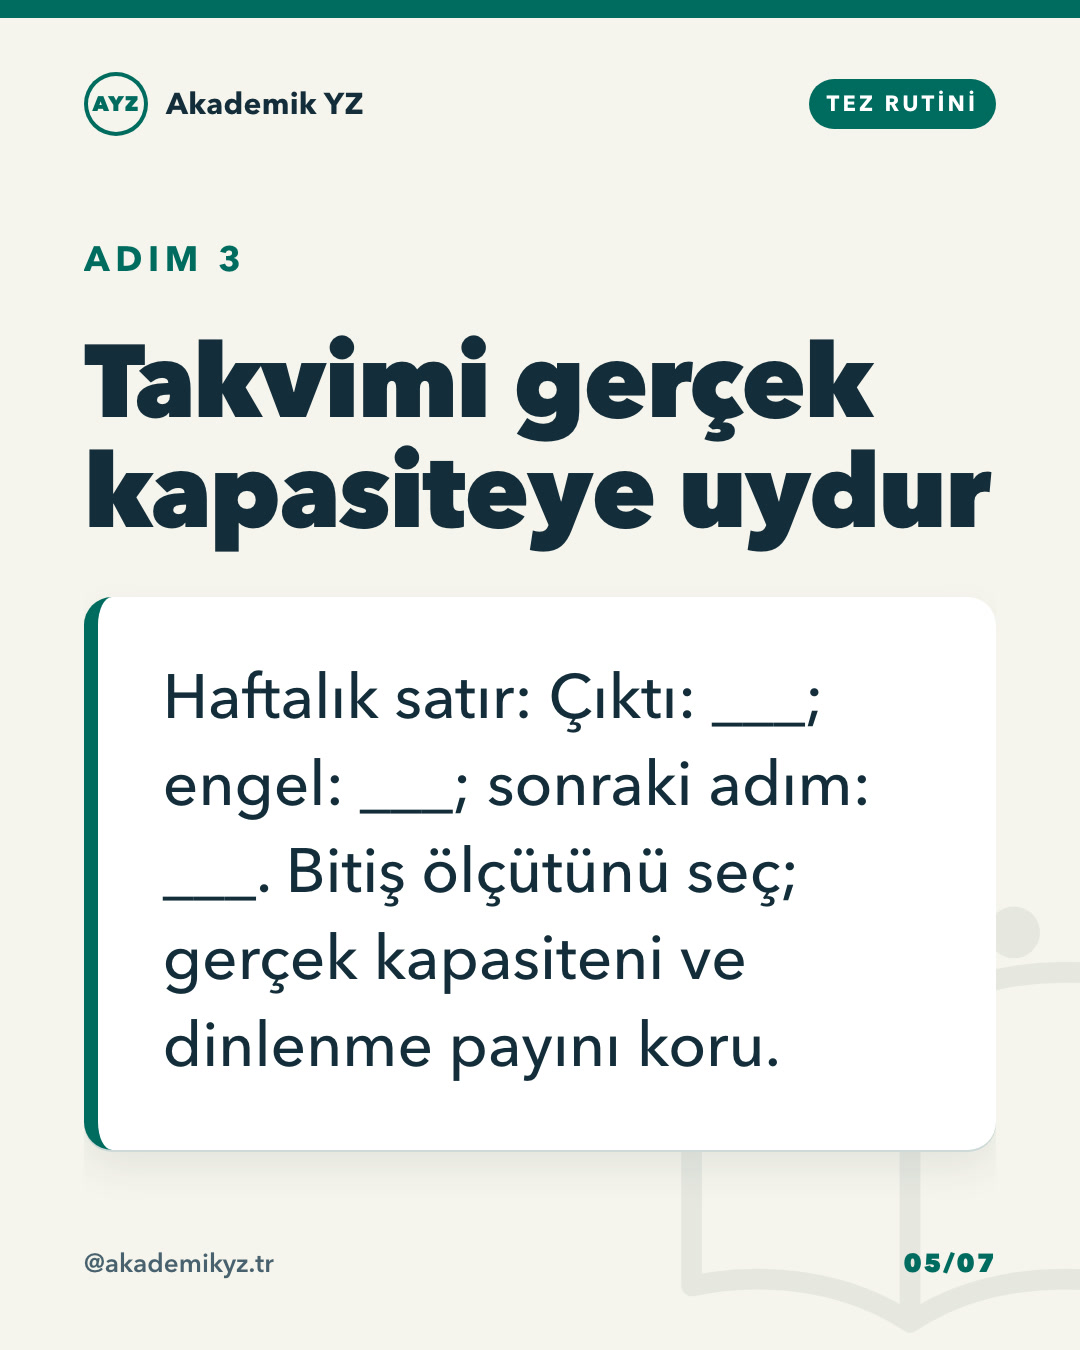 AYZ Akademik YZ
TEZ RUTİNİ
ADIM 3
Takvimi gerçek
kapasiteye uydur
Haftalık satır: Çıktı: ___;
engel: ___; sonraki adım:
___. Bitiş ölçütünü seç;
gerçek kapasiteni ve
dinlenme payını koru.
@akademikyz.tr
05/07